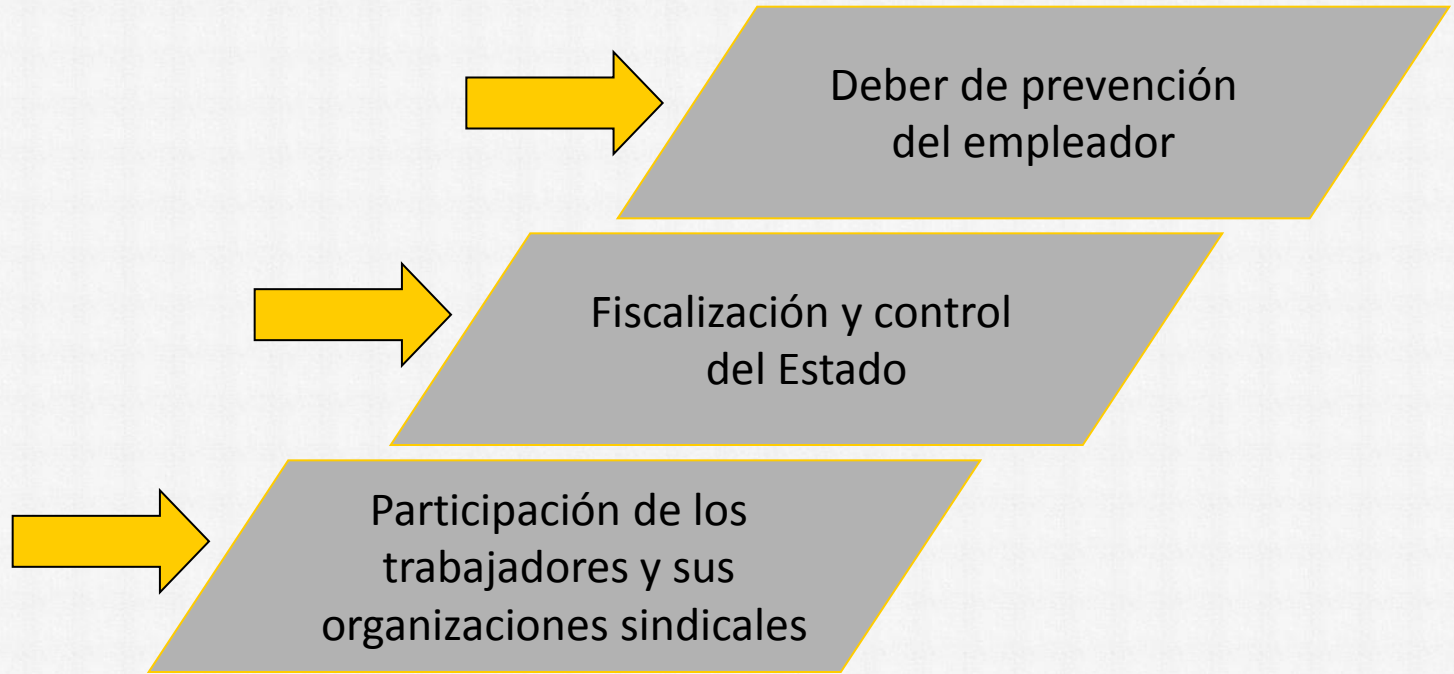 Deber de prevención
del empleador
Fiscalización y control
del Estado
Participación de los
trabajadores y sus
organizaciones sindicales